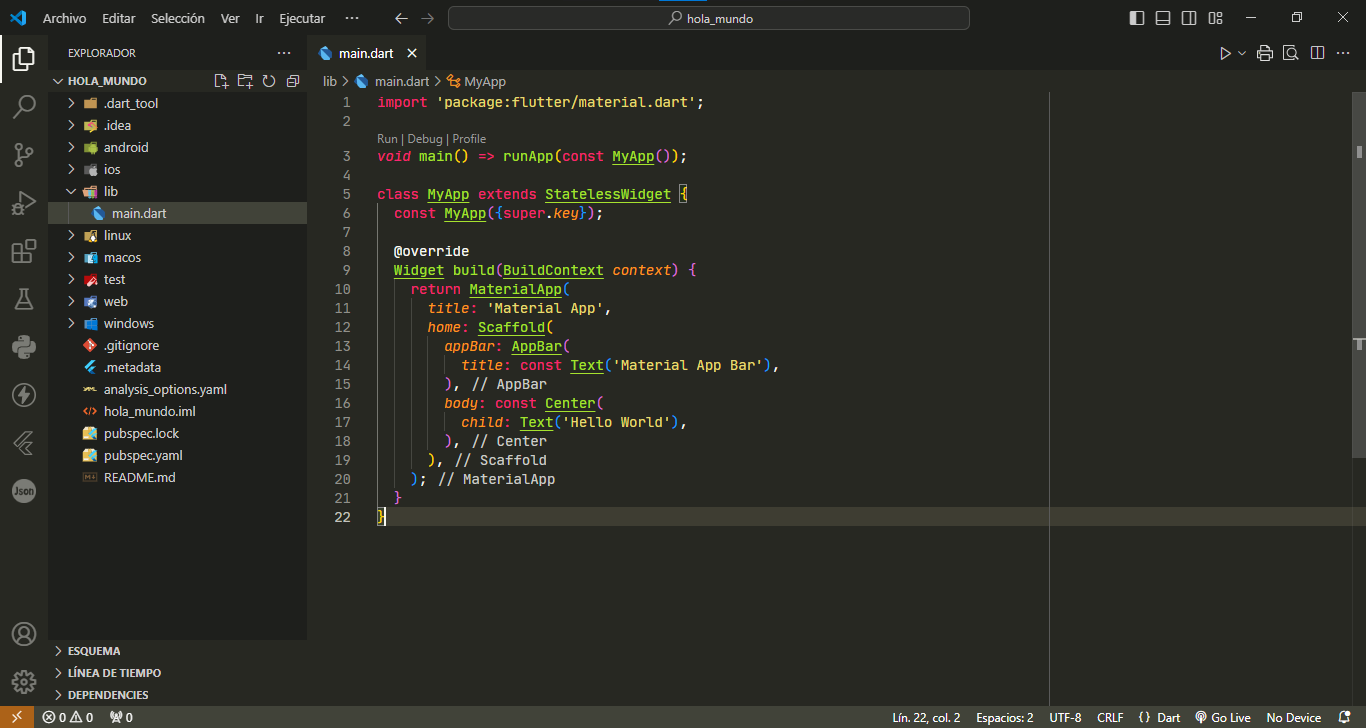 Archivo Editar Selección Ver Ir Ejecutar ··· hola_mundo
EXPLORADOR ···
HOLA_MUNDO
.dart_tool
.idea
android
ios
lib
main.dart
linux
macos
test
web
windows
.gitignore
.metadata
analysis_options.yaml
hola_mundo.iml
pubspec.lock
pubspec.yaml
README.md
ESQUEMA
LÍNEA DE TIEMPO
DEPENDENCIES
Json
main.dart
lib > main.dart > MyApp
1 import 'package:flutter/material.dart';
2
Run | Debug | Profile
3 void main() => runApp(const MyApp());
4
5 class MyApp extends StatelessWidget {
6   const MyApp({super.key});
7
8   @override
9   Widget build(BuildContext context) {
10     return MaterialApp(
11       title: 'Material App',
12       home: Scaffold(
13         appBar: AppBar(
14           title: const Text('Material App Bar'),
15         ), // AppBar
16         body: const Center(
17           child: Text('Hello World'),
18         ), // Center
19       ), // Scaffold
20     ); // MaterialApp
21   }
22 }
0 0 0 Lín. 22, col. 2 Espacios: 2 UTF-8 CRLF {} Dart Go Live No Device